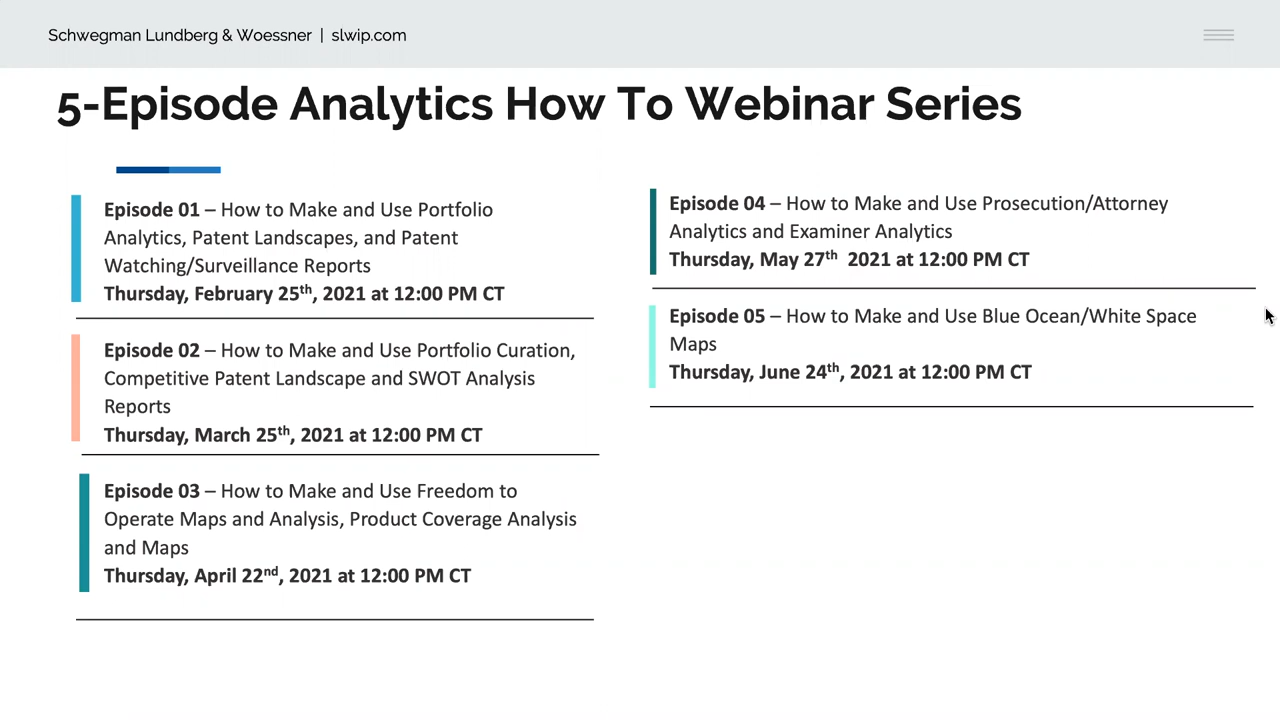 Schwegman Lundberg & Woessner | slwip.com
5-Episode Analytics How To Webinar Series
Episode 01 – How to Make and Use Portfolio
Analytics, Patent Landscapes, and Patent
Watching/Surveillance Reports
Thursday, February 25th, 2021 at 12:00 PM CT
Episode 02 – How to Make and Use Portfolio Curation,
Competitive Patent Landscape and SWOT Analysis
Reports
Thursday, March 25th, 2021 at 12:00 PM CT
Episode 03 – How to Make and Use Freedom to
Operate Maps and Analysis, Product Coverage Analysis
and Maps
Thursday, April 22nd, 2021 at 12:00 PM CT
Episode 04 – How to Make and Use Prosecution/Attorney
Analytics and Examiner Analytics
Thursday, May 27th 2021 at 12:00 PM CT
Episode 05 – How to Make and Use Blue Ocean/White Space
Maps
Thursday, June 24th, 2021 at 12:00 PM CT